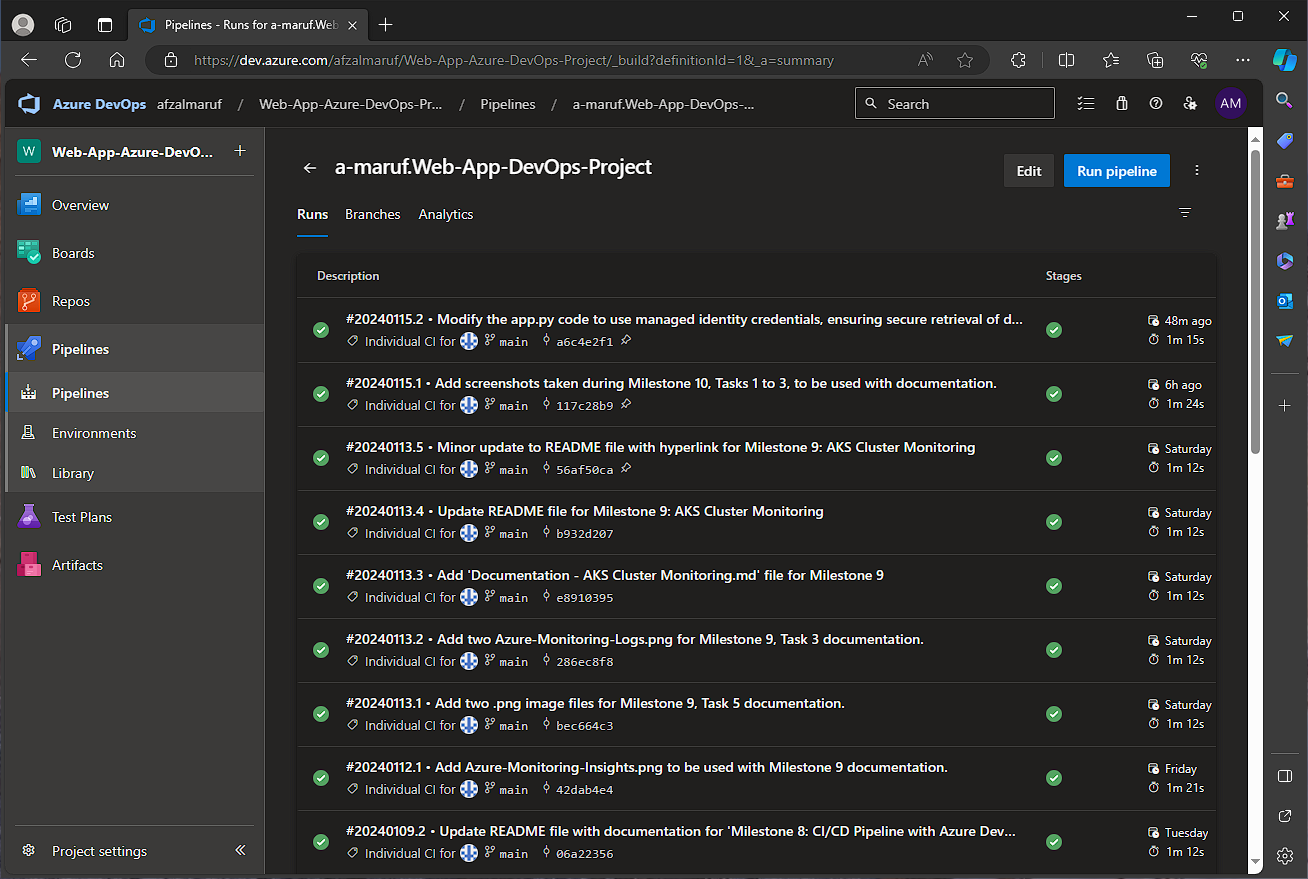 Pipelines - Runs for a-maruf.Web
https://dev.azure.com/afzalmaruf/Web-App-Azure-DevOps-Project/_build?definitionId=1&_a=summary
Azure DevOps afzalmaruf / Web-App-Azure-DevOps-Pr... / Pipelines / a-maruf.Web-App-DevOps-...
Search
AM
W Web-App-Azure-DevO...
Overview
Boards
Repos
Pipelines
Pipelines
Environments
Library
Test Plans
Artifacts
Project settings
a-maruf.Web-App-DevOps-Project
Edit
Run pipeline
Runs Branches Analytics
Description Stages
#20240115.2 • Modify the app.py code to use managed identity credentials, ensuring secure retrieval of d... 48m ago
Individual CI for main a6c4e2f1 1m 15s
#20240115.1 • Add screenshots taken during Milestone 10, Tasks 1 to 3, to be used with documentation. 6h ago
Individual CI for main 117c28b9 1m 24s
#20240113.5 • Minor update to README file with hyperlink for Milestone 9: AKS Cluster Monitoring Saturday
Individual CI for main 56af50ca 1m 12s
#20240113.4 • Update README file for Milestone 9: AKS Cluster Monitoring Saturday
Individual CI for main b932d207 1m 12s
#20240113.3 • Add 'Documentation - AKS Cluster Monitoring.md' file for Milestone 9 Saturday
Individual CI for main e8910395 1m 12s
#20240113.2 • Add two Azure-Monitoring-Logs.png for Milestone 9, Task 3 documentation. Saturday
Individual CI for main 286ec8f8 1m 12s
#20240113.1 • Add two .png image files for Milestone 9, Task 5 documentation. Saturday
Individual CI for main bec664c3 1m 12s
#20240112.1 • Add Azure-Monitoring-Insights.png to be used with Milestone 9 documentation. Friday
Individual CI for main 42dab4e4 1m 21s
#20240109.2 • Update README file with documentation for 'Milestone 8: CI/CD Pipeline with Azure Dev... Tuesday
Individual CI for main 06a22356 1m 12s